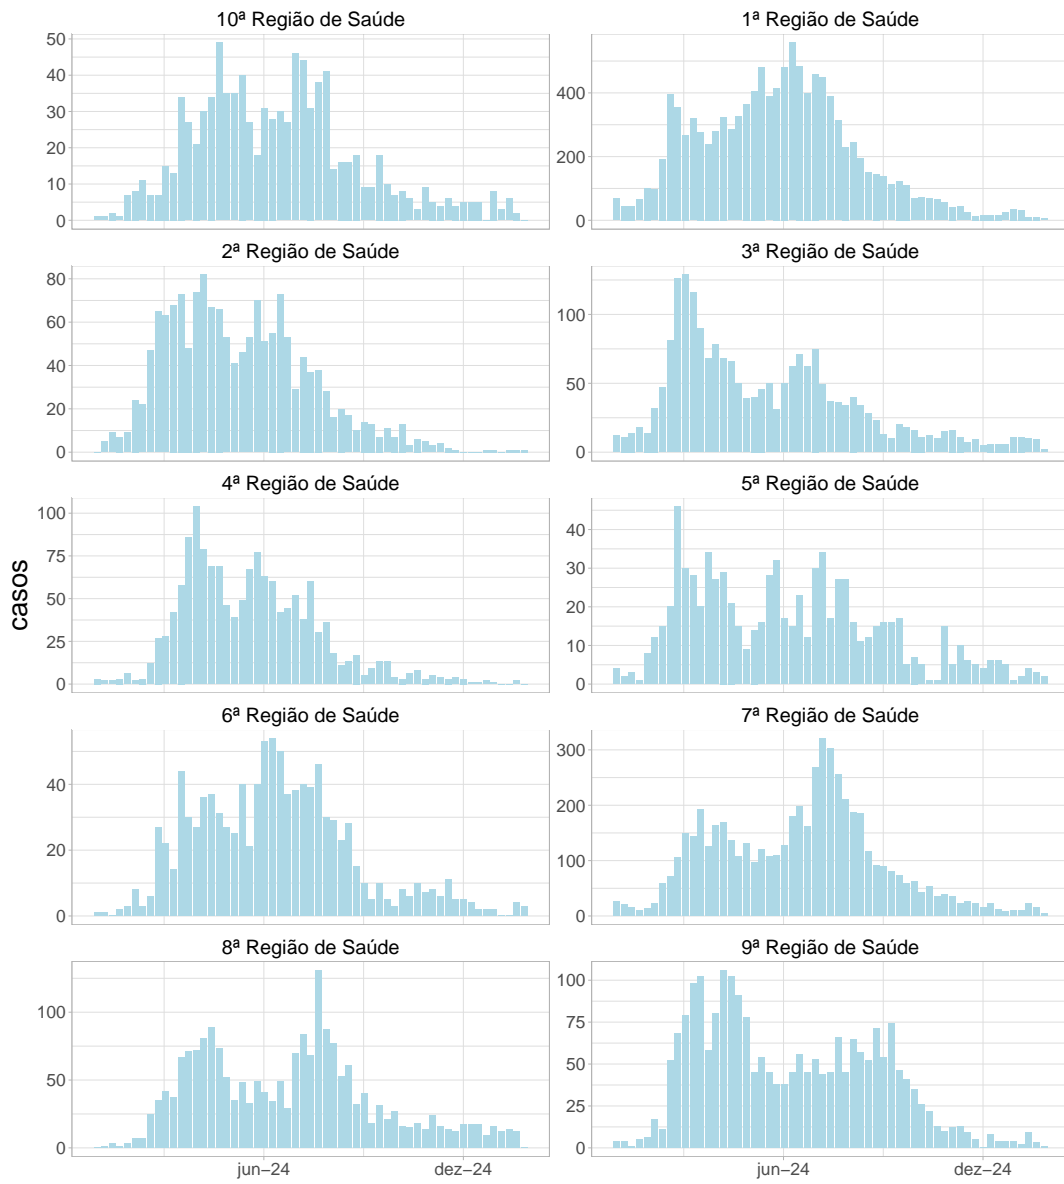 10ª Região de Saúde
1ª Região de Saúde
50
40
30
20
10
0
400
200
0
2ª Região de Saúde
3ª Região de Saúde
80
60
40
20
0
100
50
0
4ª Região de Saúde
5ª Região de Saúde
100
75
50
25
0
40
30
20
10
0
casos
6ª Região de Saúde
7ª Região de Saúde
40
20
0
300
200
100
0
8ª Região de Saúde
9ª Região de Saúde
100
50
0
100
75
50
25
0
jun−24
dez−24
jun−24
dez−24